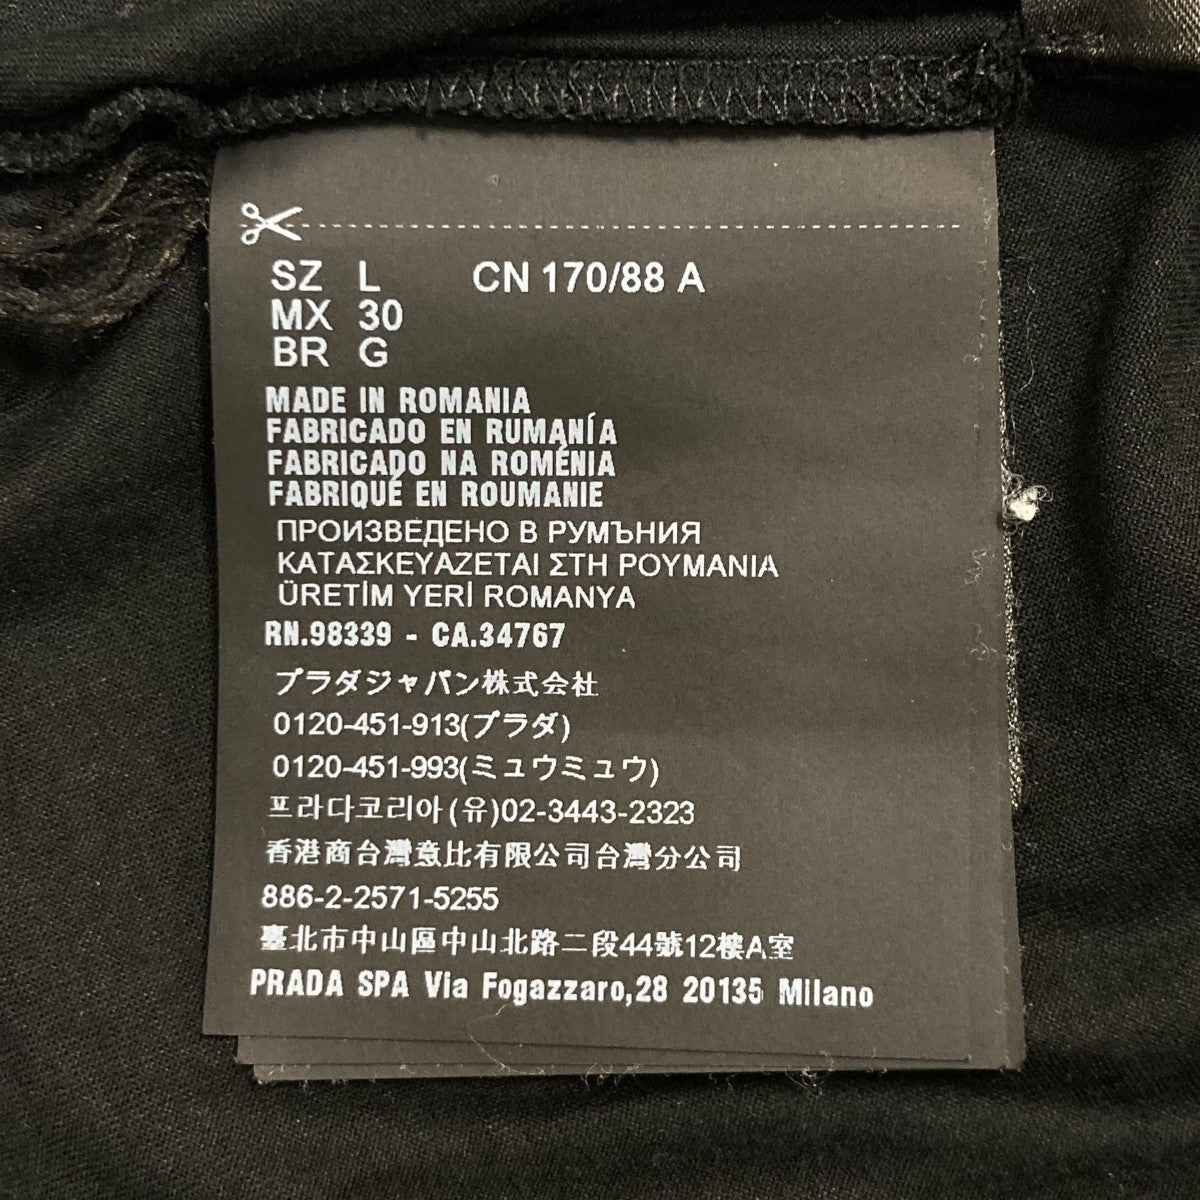 SZ L CN 170/88 A
MX 30
BR G
MADE IN ROMANIA
FABRICADO EN RUMANÍA
FABRICADO NA ROMÉNIA
FABRIQUÉ EN ROUMANIE
ПРОИЗВЕДЕНО В РУМЪНИЯ
ΚΑΤΑΣΚΕΥΑΖΕΤΑΙ ΣΤΗ ΡΟΥΜΑΝΙΑ
ÜRETİM YERİ ROMANYA
RN.98339 - CA.34767
プラダジャパン株式会社
0120-451-913(プラダ)
0120-451-993(ミュウミュウ)
프라다코리아(유)02-3443-2323
香港商台灣意比有限公司台灣分公司
886-2-2571-5255
臺北市中山區中山北路二段44號12樓A室
PRADA SPA Via Fogazzaro,28 20135 Milano